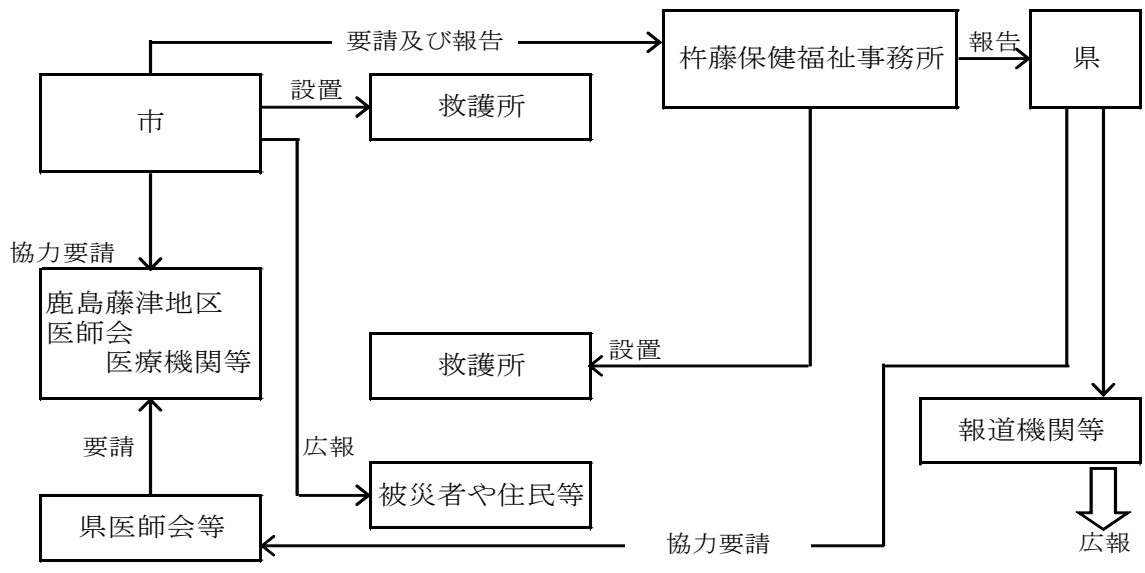 要請及び報告
杵藤保健福祉事務所
報告
県
市
設置
救護所
協力要請
鹿島藤津地区
医師会
医療機関等
救護所
設置
報道機関等
要請
広報
被災者や住民等
県医師会等
協力要請
広報